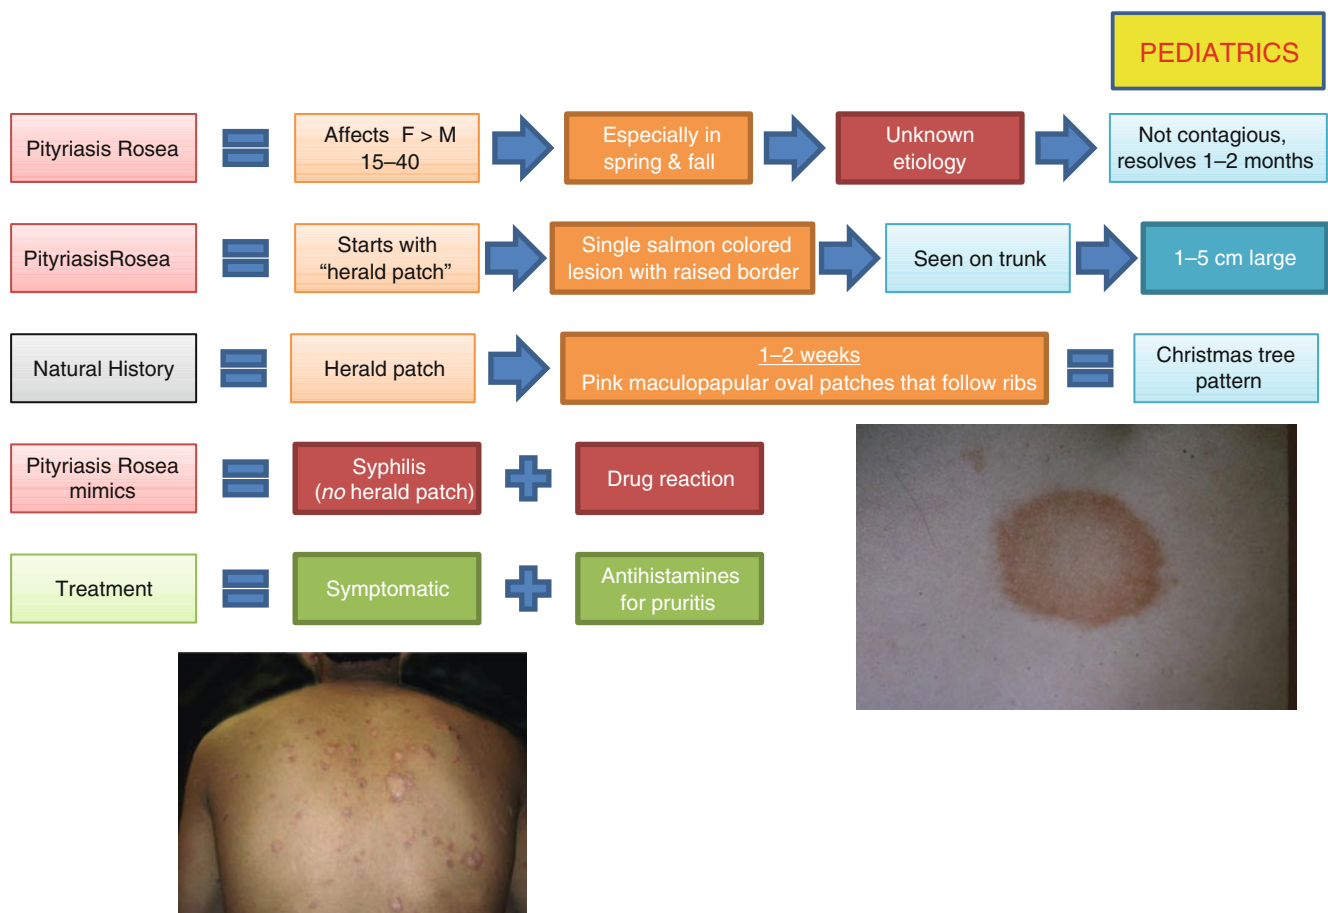 PEDIATRICS
Pityriasis Rosea
Affects F > M
15–40
Especially in
spring & fall
Unknown
etiology
Not contagious,
resolves 1–2 months
PityriasisRosea
Starts with
“herald patch”
Single salmon colored
lesion with raised border
Seen on trunk
1–5 cm large
Natural History
Herald patch
1–2 weeks
Pink maculopapular oval patches that follow ribs
Christmas tree
pattern
Pityriasis Rosea
mimics
Syphilis
(no herald patch)
Drug reaction
Treatment
Symptomatic
Antihistamines
for pruritis